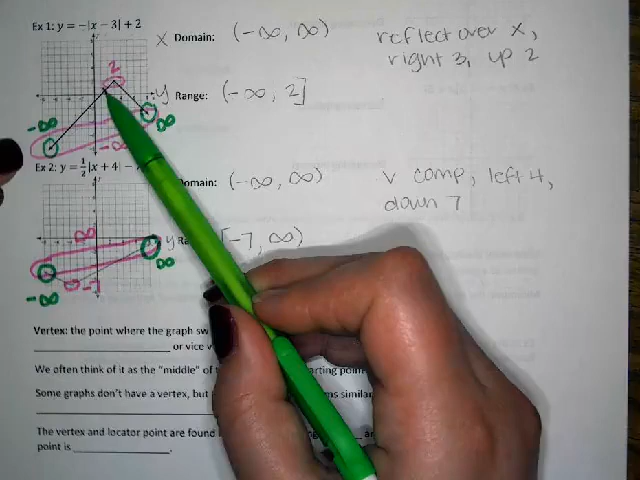 Ex 1: y = -|x - 3| + 2
x Domain: (-∞, ∞)
reflect over x,
right 3, up 2
2
y Range: (-∞, 2]
-∞
∞
-∞
Ex 2: y = ½|x + 4| -
Domain: (-∞, ∞)
v comp, left 4,
down 7
y [-7, ∞)
∞
∞
-7
-∞
Vertex: the point where the graph
or vice
We often think of it as the "middle" of
Some graphs don't have a vertex, but
The vertex and locator point are found
point is